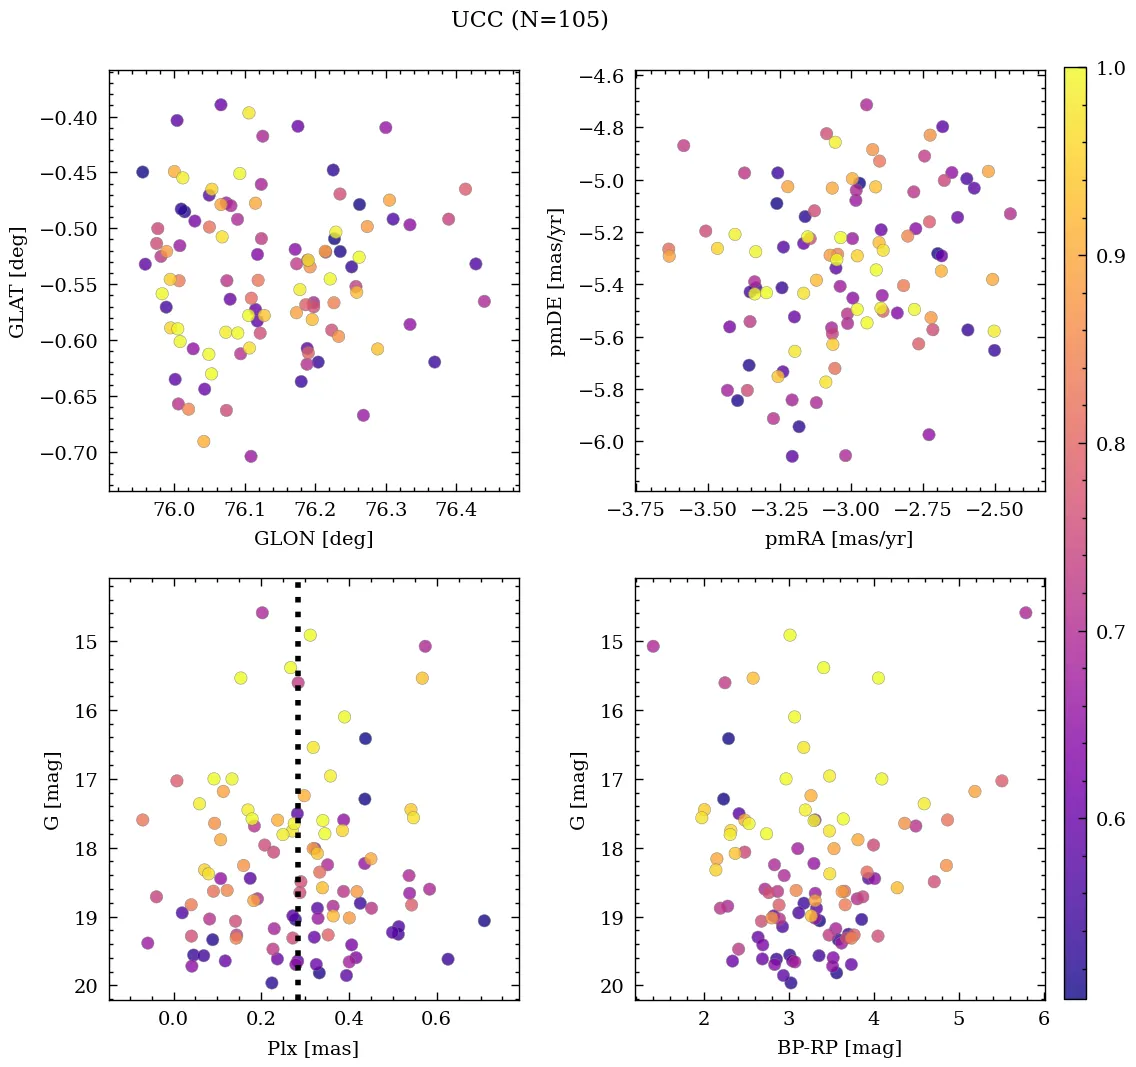 UCC (N=105)
−0.40
−0.45
−0.50
−0.55
−0.60
−0.65
−0.70
GLAT [deg]
76.0 76.1 76.2 76.3 76.4
GLON [deg]
−4.6
−4.8
−5.0
−5.2
−5.4
−5.6
−5.8
−6.0
pmDE [mas/yr]
−3.75 −3.50 −3.25 −3.00 −2.75 −2.50
pmRA [mas/yr]
15
16
17
18
19
20
G [mag]
0.0 0.2 0.4 0.6
Plx [mas]
15
16
17
18
19
20
G [mag]
2 3 4 5 6
BP-RP [mag]
1.0
0.9
0.8
0.7
0.6